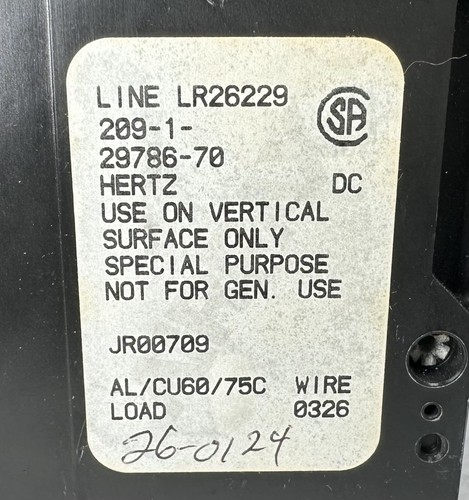 LINE LR26229
209-1-
29786-70
HERTZ DC
USE ON VERTICAL
SURFACE ONLY
SPECIAL PURPOSE
NOT FOR GEN. USE
JR00709
AL/CU60/75C WIRE
LOAD 0326
26-0124
SA